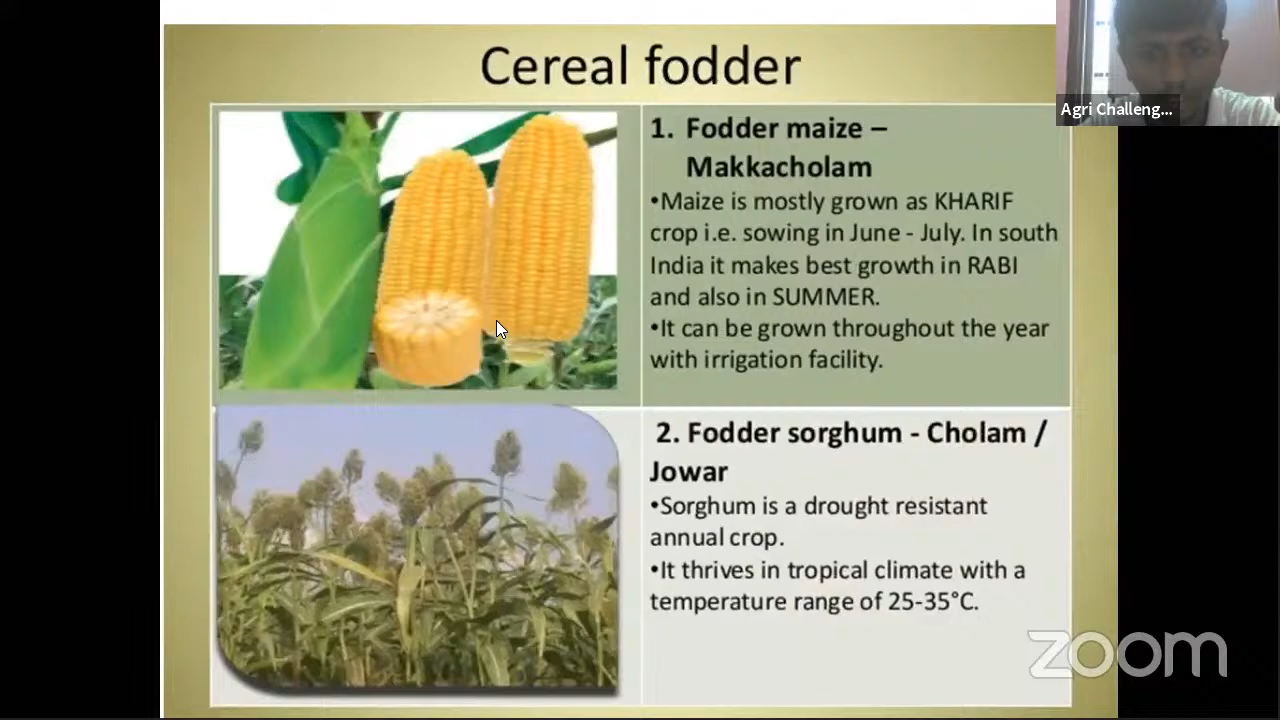 Cereal fodder
Agri Challeng...
1. Fodder maize –
Makkacholam
•Maize is mostly grown as KHARIF
crop i.e. sowing in June - July. In south
India it makes best growth in RABI
and also in SUMMER.
•It can be grown throughout the year
with irrigation facility.
2. Fodder sorghum - Cholam /
Jowar
•Sorghum is a drought resistant
annual crop.
•It thrives in tropical climate with a
temperature range of 25-35°C.
zoom